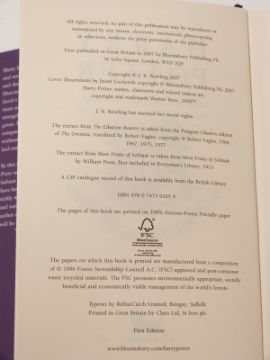 All rights reserved; no part of this publication may be reproduced or
transmitted by any means, electronic, mechanical, photocopying
or otherwise, without the prior permission of the publisher
First published in Great Britain in 2007 by Bloomsbury Publishing Plc
36 Soho Square, London, W1D 3QY
Copyright © J. K. Rowling 2007
Cover illustrations by Jason Cockcroft copyright © Bloomsbury Publishing Plc
Harry Potter, names, characters and related indicia are
copyright and trademark Warner Bros., 2000™
J. K. Rowling has asserted her moral rights
The extract from The Libation Bearers is taken from the Penguin Classics edition
of The Oresteia, translated by Robert Fagles, copyright © Robert Fagles, 1966,
1967, 1975, 1977
The extract from More Fruits of Solitude is taken from More Fruits of Solitude
by William Penn, first included in Everyman's Library, 1915
A CIP catalogue record of this book is available from the British Library
ISBN 978 0 7475 9105 4
The pages of this book are printed on 100% Ancient Forest Friendly paper
FSC
The papers on which this book is printed are manufactured from a composition
of © 1996 Forest Stewardship Council A.C. (FSC) approved and post-consumer
waste recycled materials. The FSC promotes environmentally appropriate, socially
beneficial and economically viable management of the world's forests.
Typeset by RefineCatch Limited, Bungay, Suffolk
Printed in Great Britain by Clays Ltd, St Ives plc
First Edition
www.bloomsbury.com/harrypotter